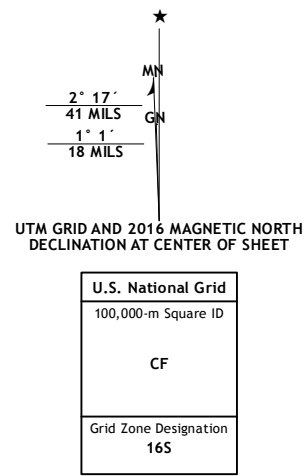 ★
MN
2° 17´
41 MILS
GN
1° 1´
18 MILS
UTM GRID AND 2016 MAGNETIC NORTH
DECLINATION AT CENTER OF SHEET
U.S. National Grid
100,000-m Square ID
CF
Grid Zone Designation
16S